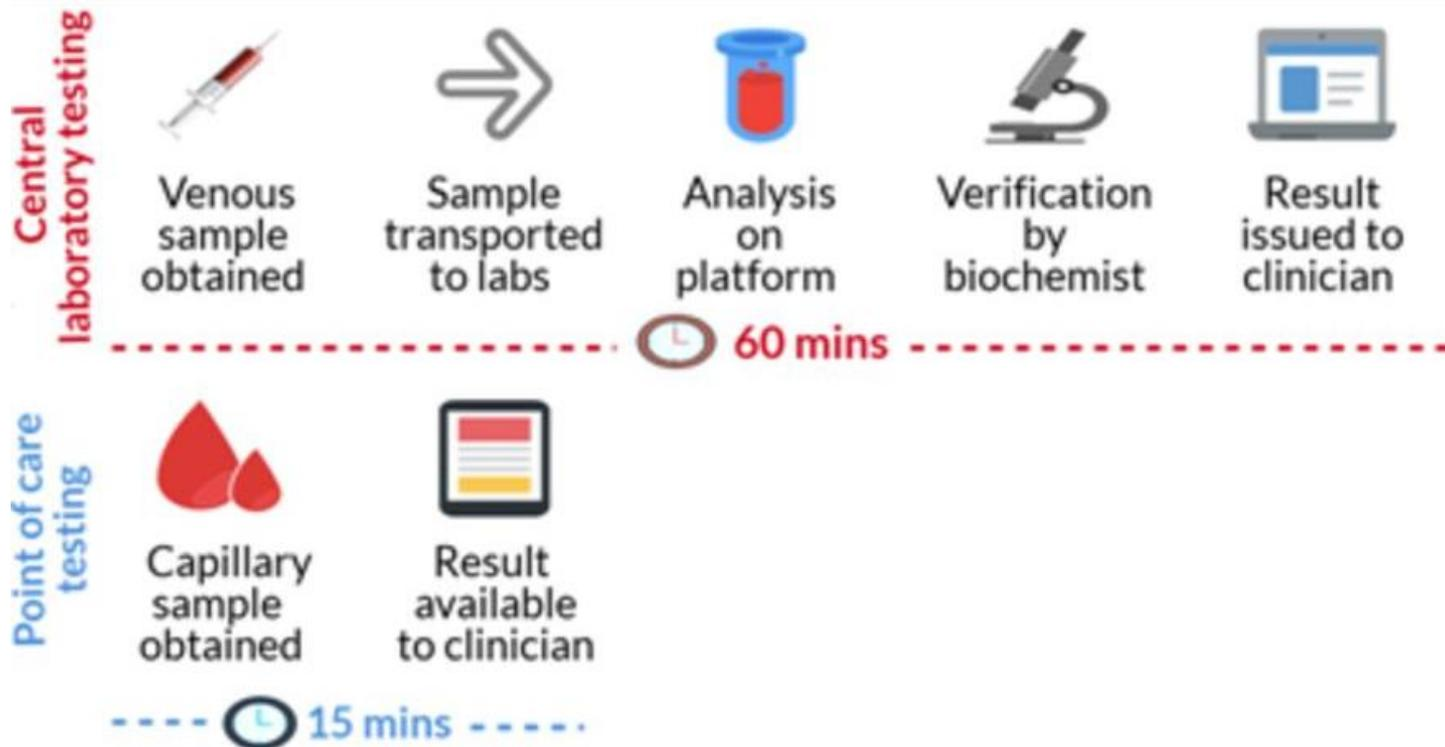 Central
laboratory testing
Venous
sample
obtained
Sample
transported
to labs
Analysis
on
platform
Verification
by
biochemist
Result
issued to
clinician
60 mins
Point of care
testing
Capillary
sample
obtained
Result
available
to clinician
15 mins